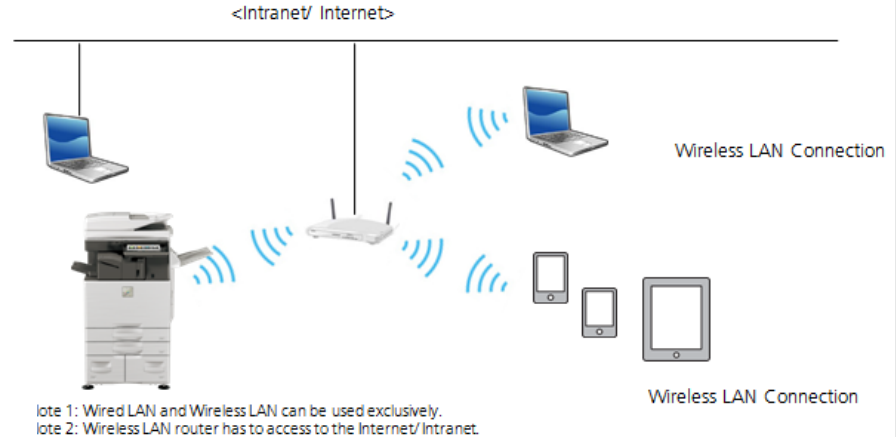 <Intranet/ Internet>
Wireless LAN Connection
Wireless LAN Connection
lote 1: Wired LAN and Wireless LAN can be used exclusively.
lote 2: Wireless LAN router has to access to the Internet/ Intranet.